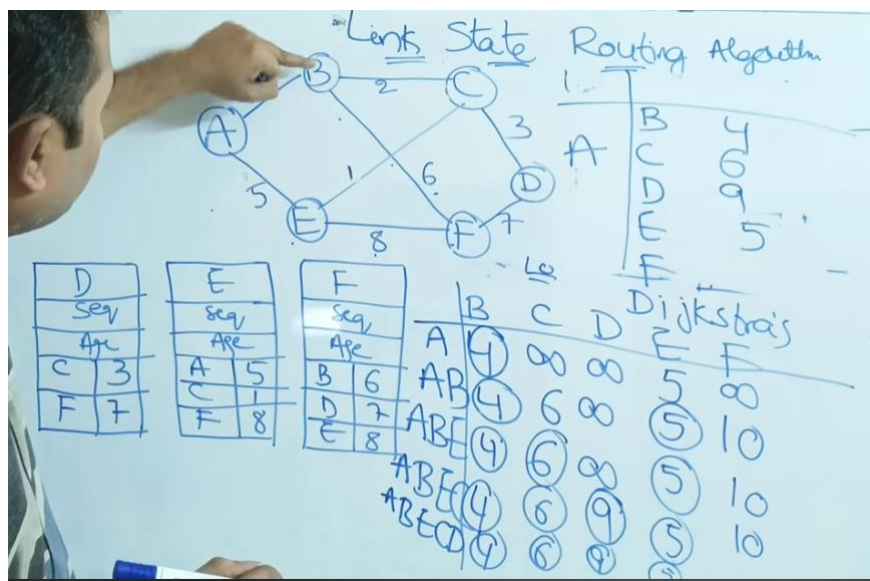 Link State Routing Algorithm
B 2 C
A 1 3
D
5 1 6
E 8 F 7
B 4
A C 6
D 9
E 5
F
D
Seq
Age
C 3
F 7
E
Seq
Age
A 5
C 1
F 8
F
Seq
Age
B 6
D 7
E 8
Dijkstra's
B C D E F
A 4 ∞ ∞ 5 ∞
AB 4 6 ∞ 5 10
ABE 4 6 ∞ 5 10
ABEC 4 6 9 5 10
ABECD 4 6 9